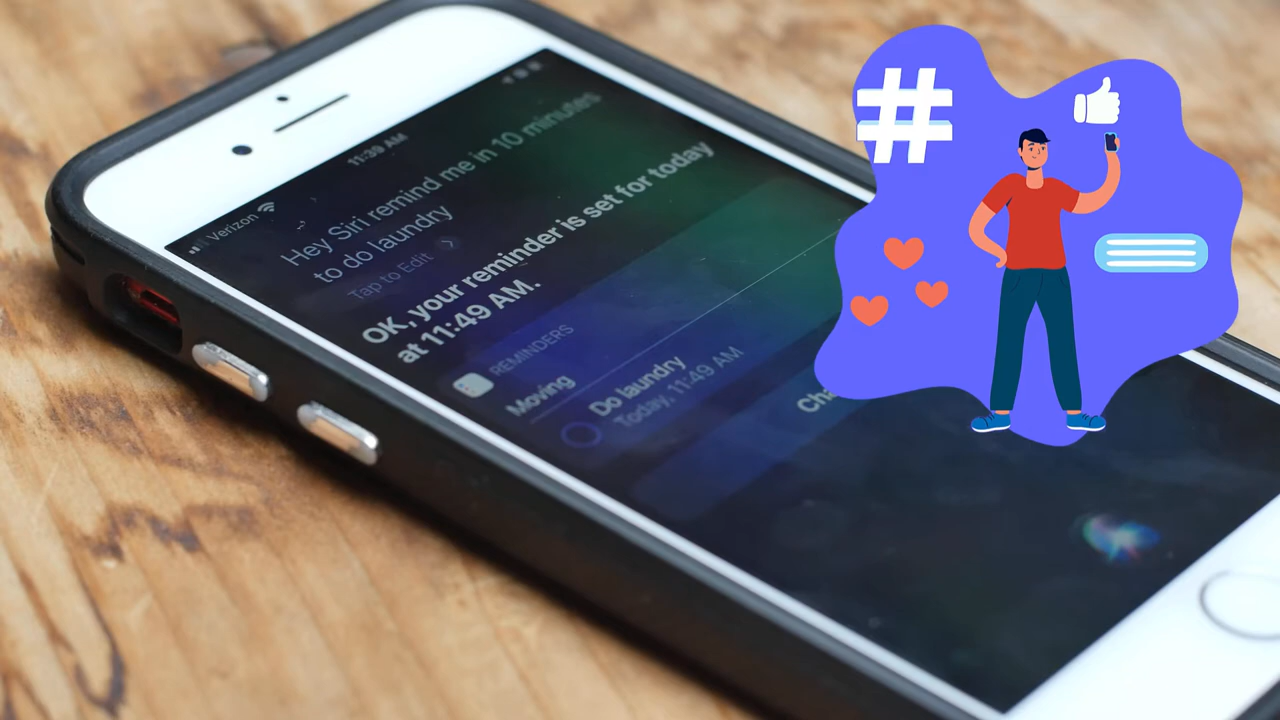 Verizon
11:39 AM
Hey Siri remind me in 10 minutes
to do laundry
Tap to Edit >
OK, your reminder is set for today
at 11:49 AM.
REMINDERS
Moving
Do laundry
Today, 11:49 AM
#